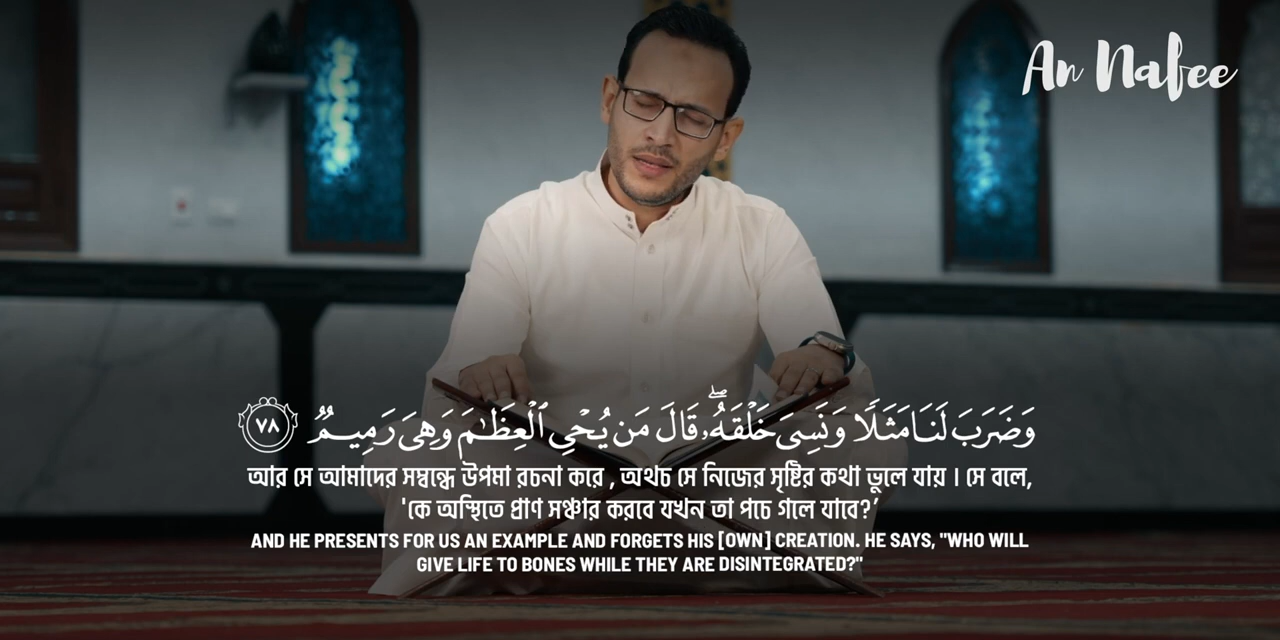 An Nafee
وَضَرَبَ لَنَا مَثَلًا وَنَسِىَ خَلْقَهُۥ ۖ قَالَ مَن يُحْىِ ٱلْعِظَـٰمَ وَهِىَ رَمِيمٌ ٧٨
আর সে আমাদের সম্বন্ধে উপমা রচনা করে , অথচ সে নিজের সৃষ্টির কথা ভুলে যায় । সে বলে,
'কে অস্থিতে প্রাণ সঞ্চার করবে যখন তা পচে গলে যাবে?’
AND HE PRESENTS FOR US AN EXAMPLE AND FORGETS HIS [OWN] CREATION. HE SAYS, "WHO WILL
GIVE LIFE TO BONES WHILE THEY ARE DISINTEGRATED?"